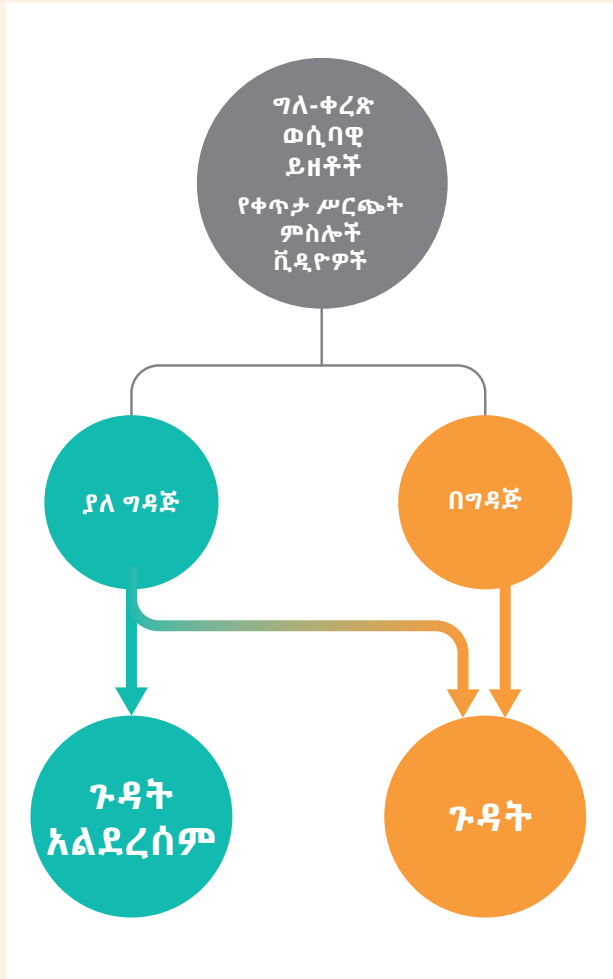 ግለ-ቀረጽ
ወሲባዊ
ይዘቶች
የቀጥታ ሥርጭት
ምስሎች
ቪዲዮዎች
ያለ ግዳጅ
በግዳጅ
ጉዳት
አልደረሰም
ጉዳት